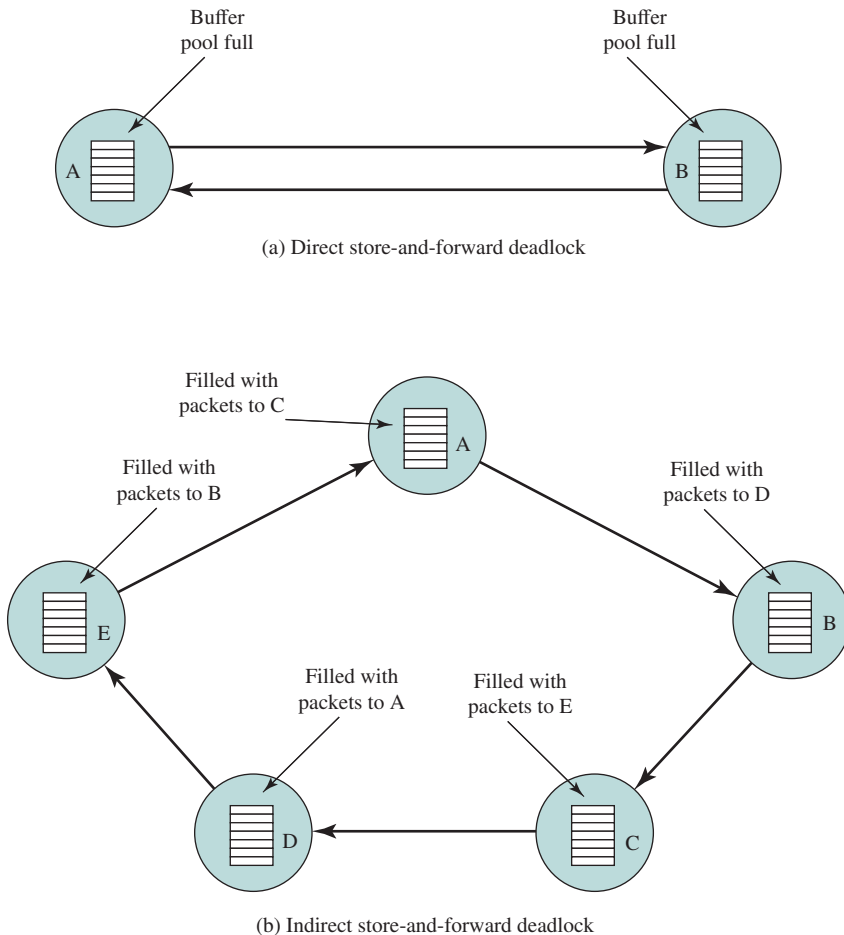 Buffer
pool full
Buffer
pool full
A
B
(a) Direct store-and-forward deadlock
Filled with
packets to C
A
Filled with
packets to B
Filled with
packets to D
E
B
Filled with
packets to A
Filled with
packets to E
D
C
(b) Indirect store-and-forward deadlock